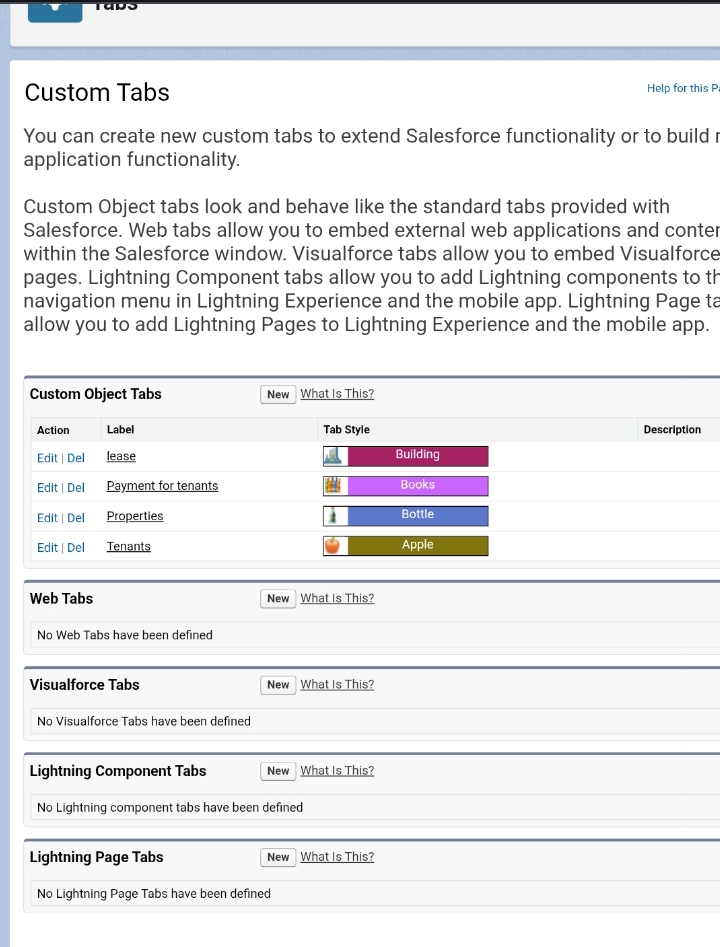 Tabs
Custom Tabs
Help for this
You can create new custom tabs to extend Salesforce functionality or to build
application functionality.
Custom Object tabs look and behave like the standard tabs provided with
Salesforce. Web tabs allow you to embed external web applications and
within the Salesforce window. Visualforce tabs allow you to embed Visualforce
pages. Lightning Component tabs allow you to add Lightning components to
navigation menu in Lightning Experience and the mobile app. Lightning Page
allow you to add Lightning Pages to Lightning Experience and the mobile app.
Custom Object Tabs New What Is This?
Action Label Tab Style Description
Edit | Del lease Building
Edit | Del Payment for tenants Books
Edit | Del Properties Bottle
Edit | Del Tenants Apple
Web Tabs New What Is This?
No Web Tabs have been defined
Visualforce Tabs New What Is This?
No Visualforce Tabs have been defined
Lightning Component Tabs New What Is This?
No Lightning component tabs have been defined
Lightning Page Tabs New What Is This?
No Lightning Page Tabs have been defined